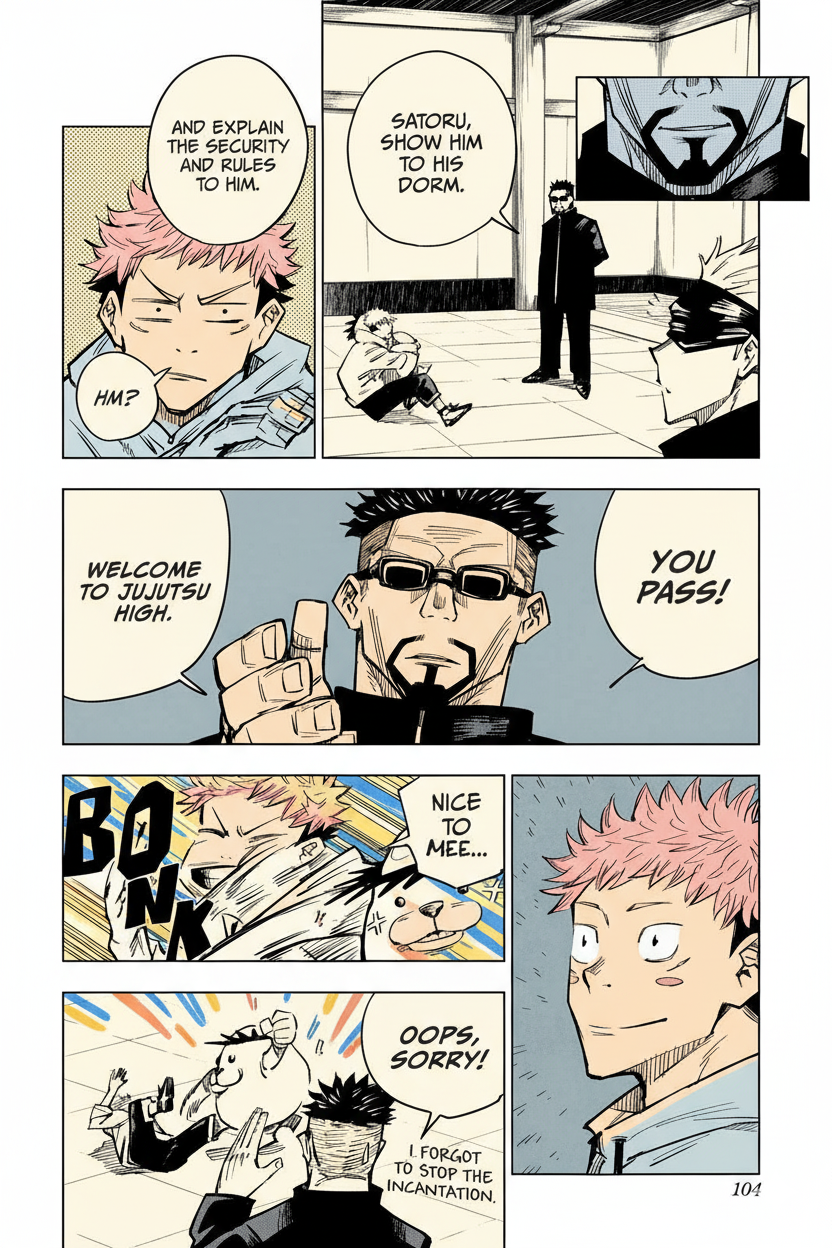 SATORU,
SHOW HIM
TO HIS
DORM.
AND EXPLAIN
THE SECURITY
AND RULES
TO HIM.
HM?
YOU
PASS!
WELCOME
TO JUJUTSU
HIGH.
NICE
TO
MEE...
BONK
OOPS,
SORRY!
I FORGOT
TO STOP THE
INCANTATION.
104